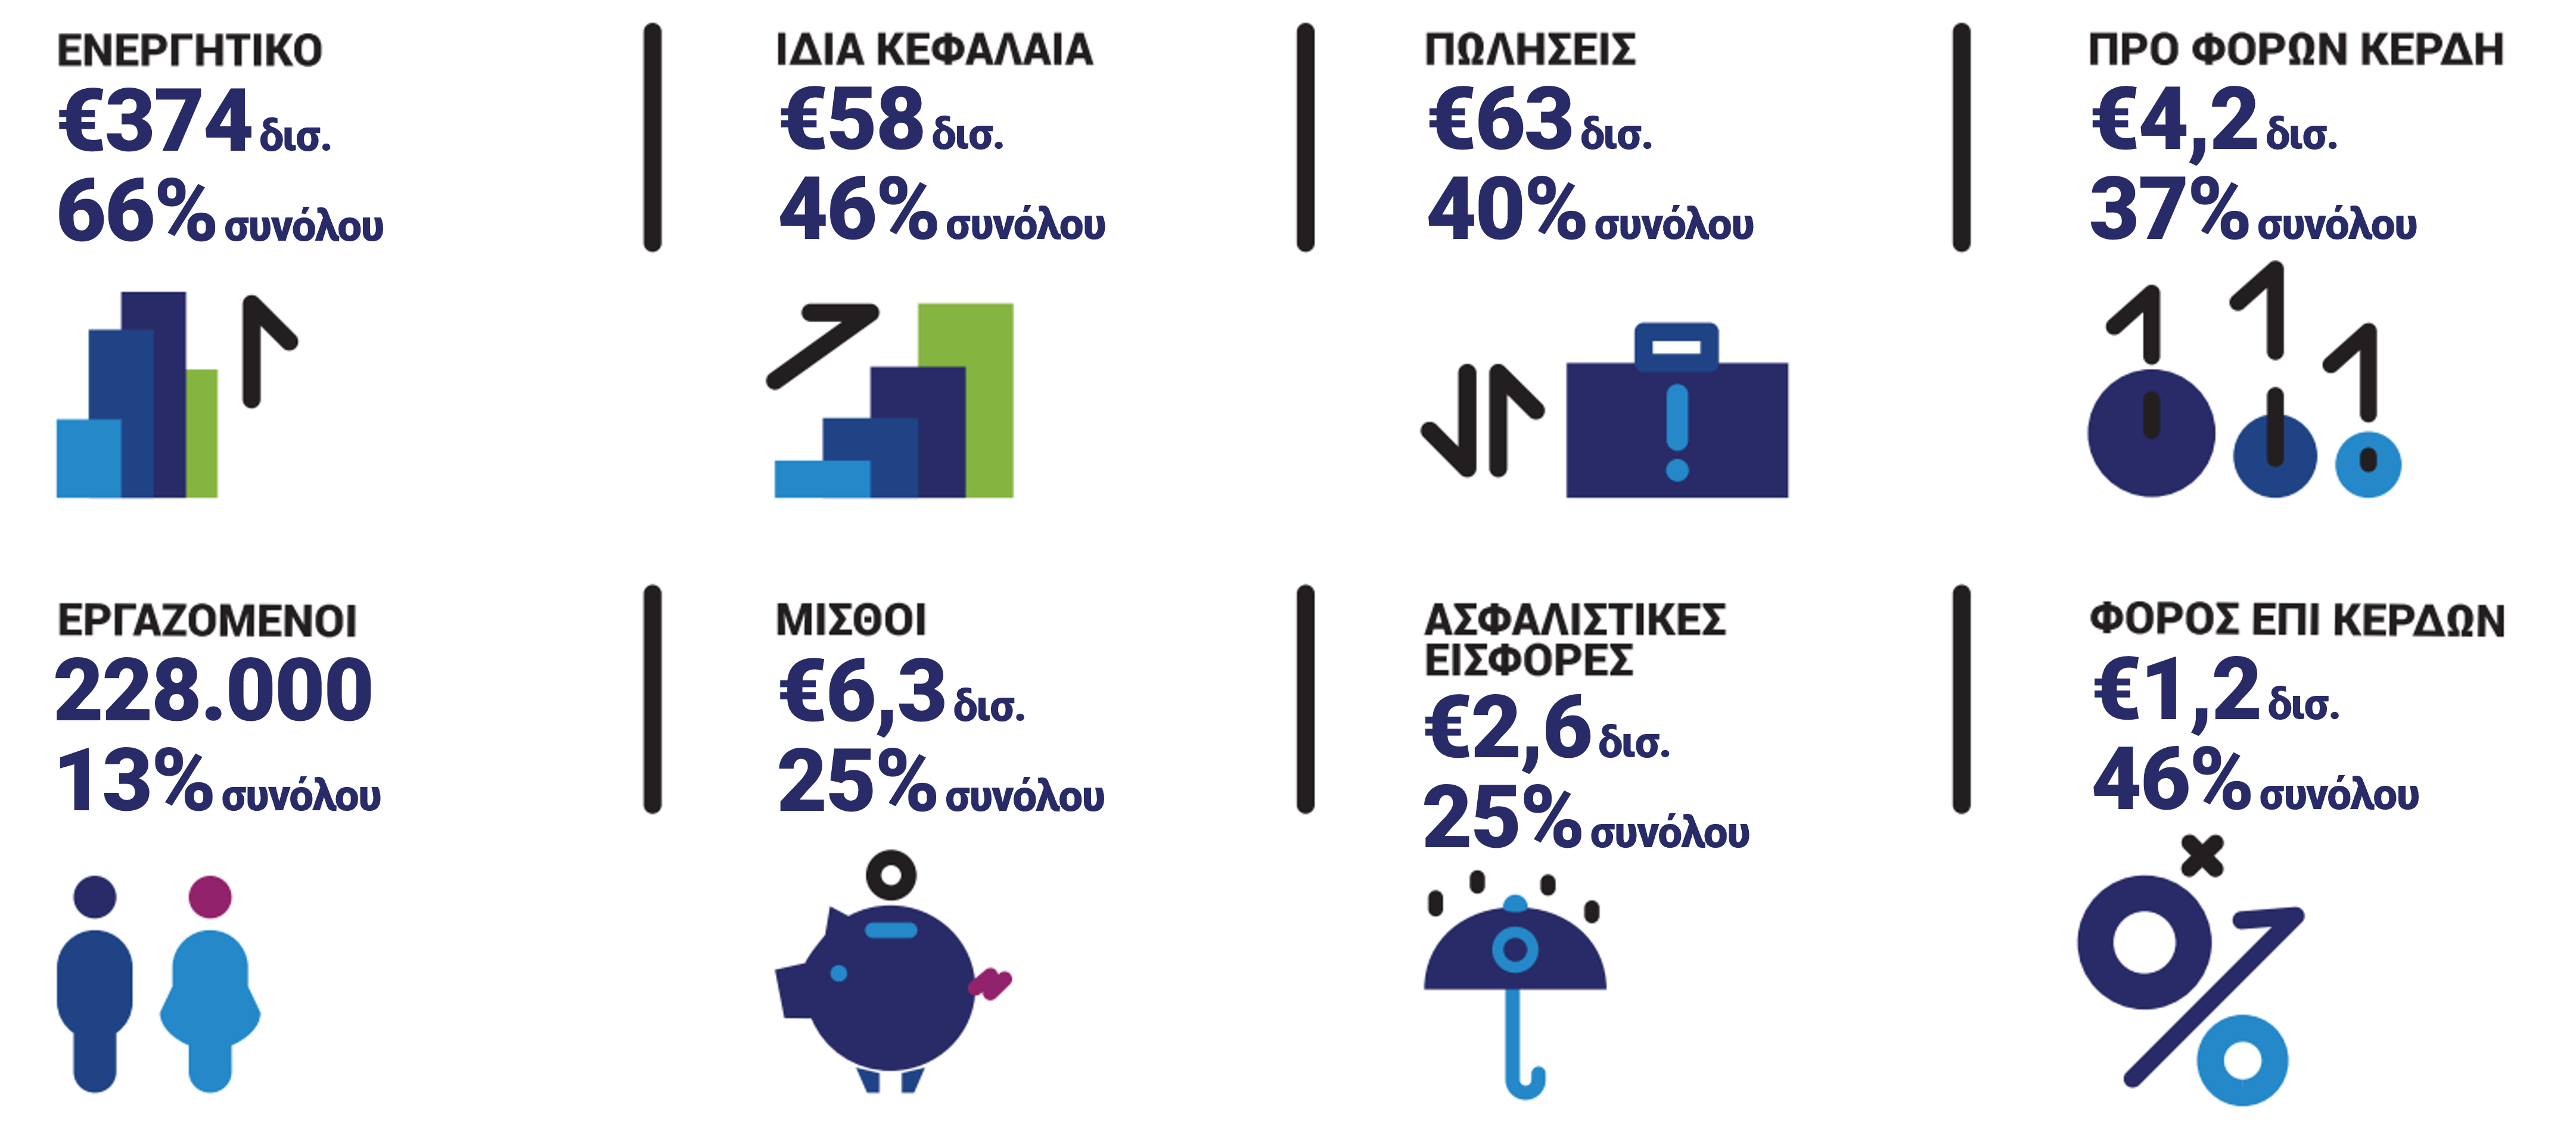 ΕΝΕΡΓΗΤΙΚΟ
€374 δισ.
66% συνόλου
ΙΔΙΑ ΚΕΦΑΛΑΙΑ
€58 δισ.
46% συνόλου
ΠΩΛΗΣΕΙΣ
€63 δισ.
40% συνόλου
ΠΡΟ ΦΟΡΩΝ ΚΕΡΔΗ
€4,2 δισ.
37% συνόλου
ΕΡΓΑΖΟΜΕΝΟΙ
228.000
13% συνόλου
ΜΙΣΘΟΙ
€6,3 δισ.
25% συνόλου
ΑΣΦΑΛΙΣΤΙΚΕΣ
ΕΙΣΦΟΡΕΣ
€2,6 δισ.
25% συνόλου
ΦΟΡΟΣ ΕΠΙ ΚΕΡΔΩΝ
€1,2 δισ.
46% συνόλου